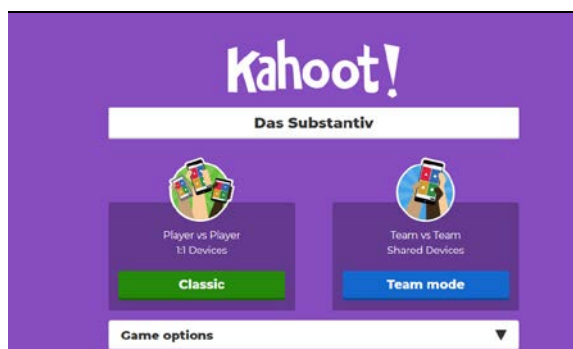 Kahoot!
Das Substantiv
Player vs Player
1:1 Devices
Classic
Team vs Team
Shared Devices
Team mode
Game options